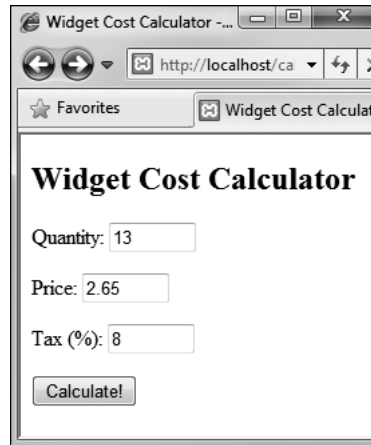 Widget Cost Calculator -...
http://localhost/ca
Favorites
Widget Cost Calculat
Widget Cost Calculator
Quantity: 13
Price: 2.65
Tax (%): 8
Calculate!